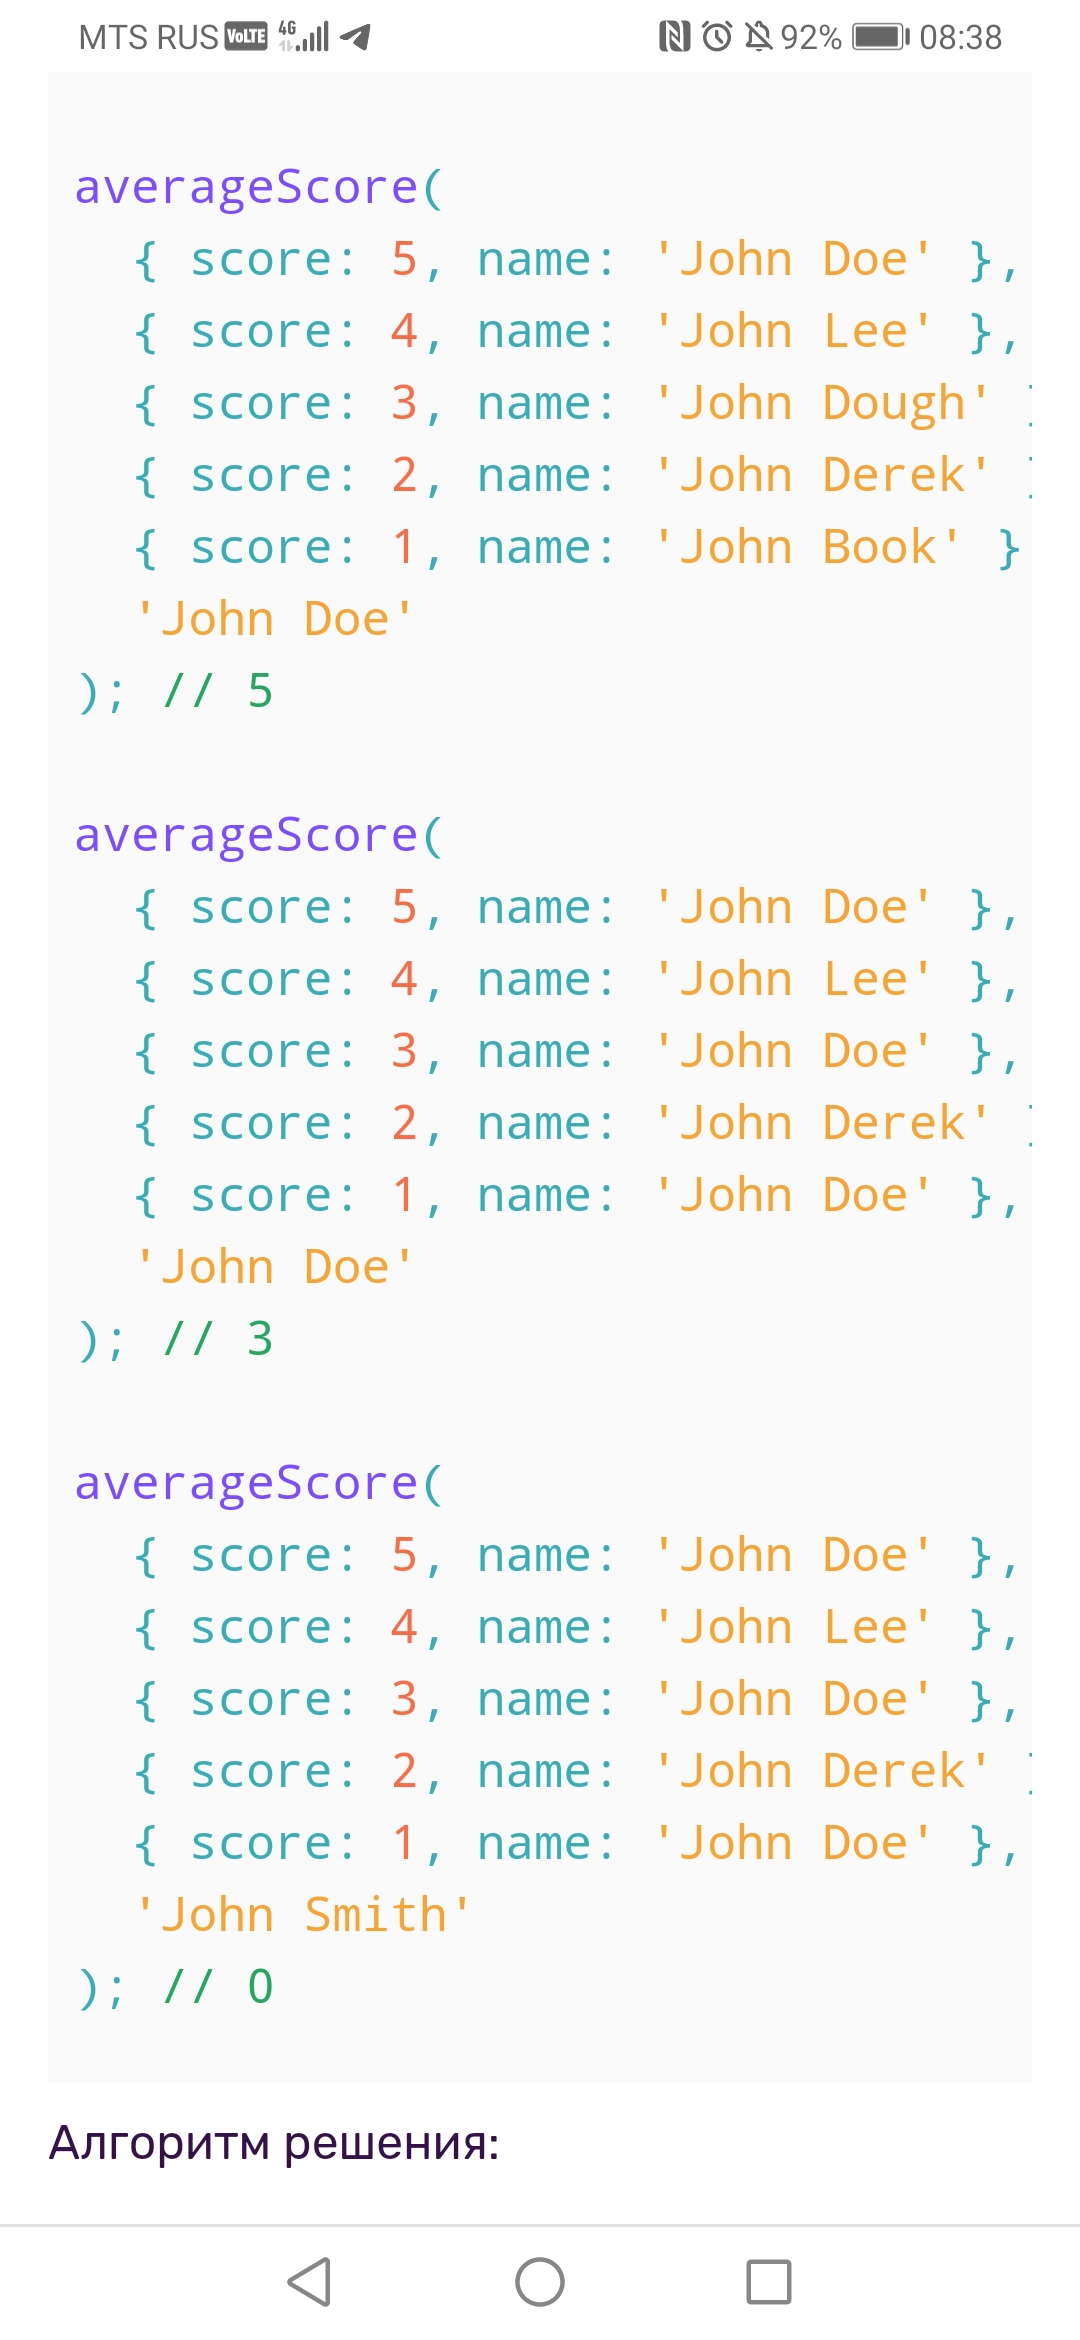 MTS RUS VoLTE 4G 92% 08:38
averageScore(
{ score: 5, name: 'John Doe' },
{ score: 4, name: 'John Lee' },
{ score: 3, name: 'John Dough' }
{ score: 2, name: 'John Derek' }
{ score: 1, name: 'John Book' }
'John Doe'
); // 5
averageScore(
{ score: 5, name: 'John Doe' },
{ score: 4, name: 'John Lee' },
{ score: 3, name: 'John Doe' },
{ score: 2, name: 'John Derek' }
{ score: 1, name: 'John Doe' },
'John Doe'
); // 3
averageScore(
{ score: 5, name: 'John Doe' },
{ score: 4, name: 'John Lee' },
{ score: 3, name: 'John Doe' },
{ score: 2, name: 'John Derek' }
{ score: 1, name: 'John Doe' },
'John Smith'
); // 0
Алгоритм решения: